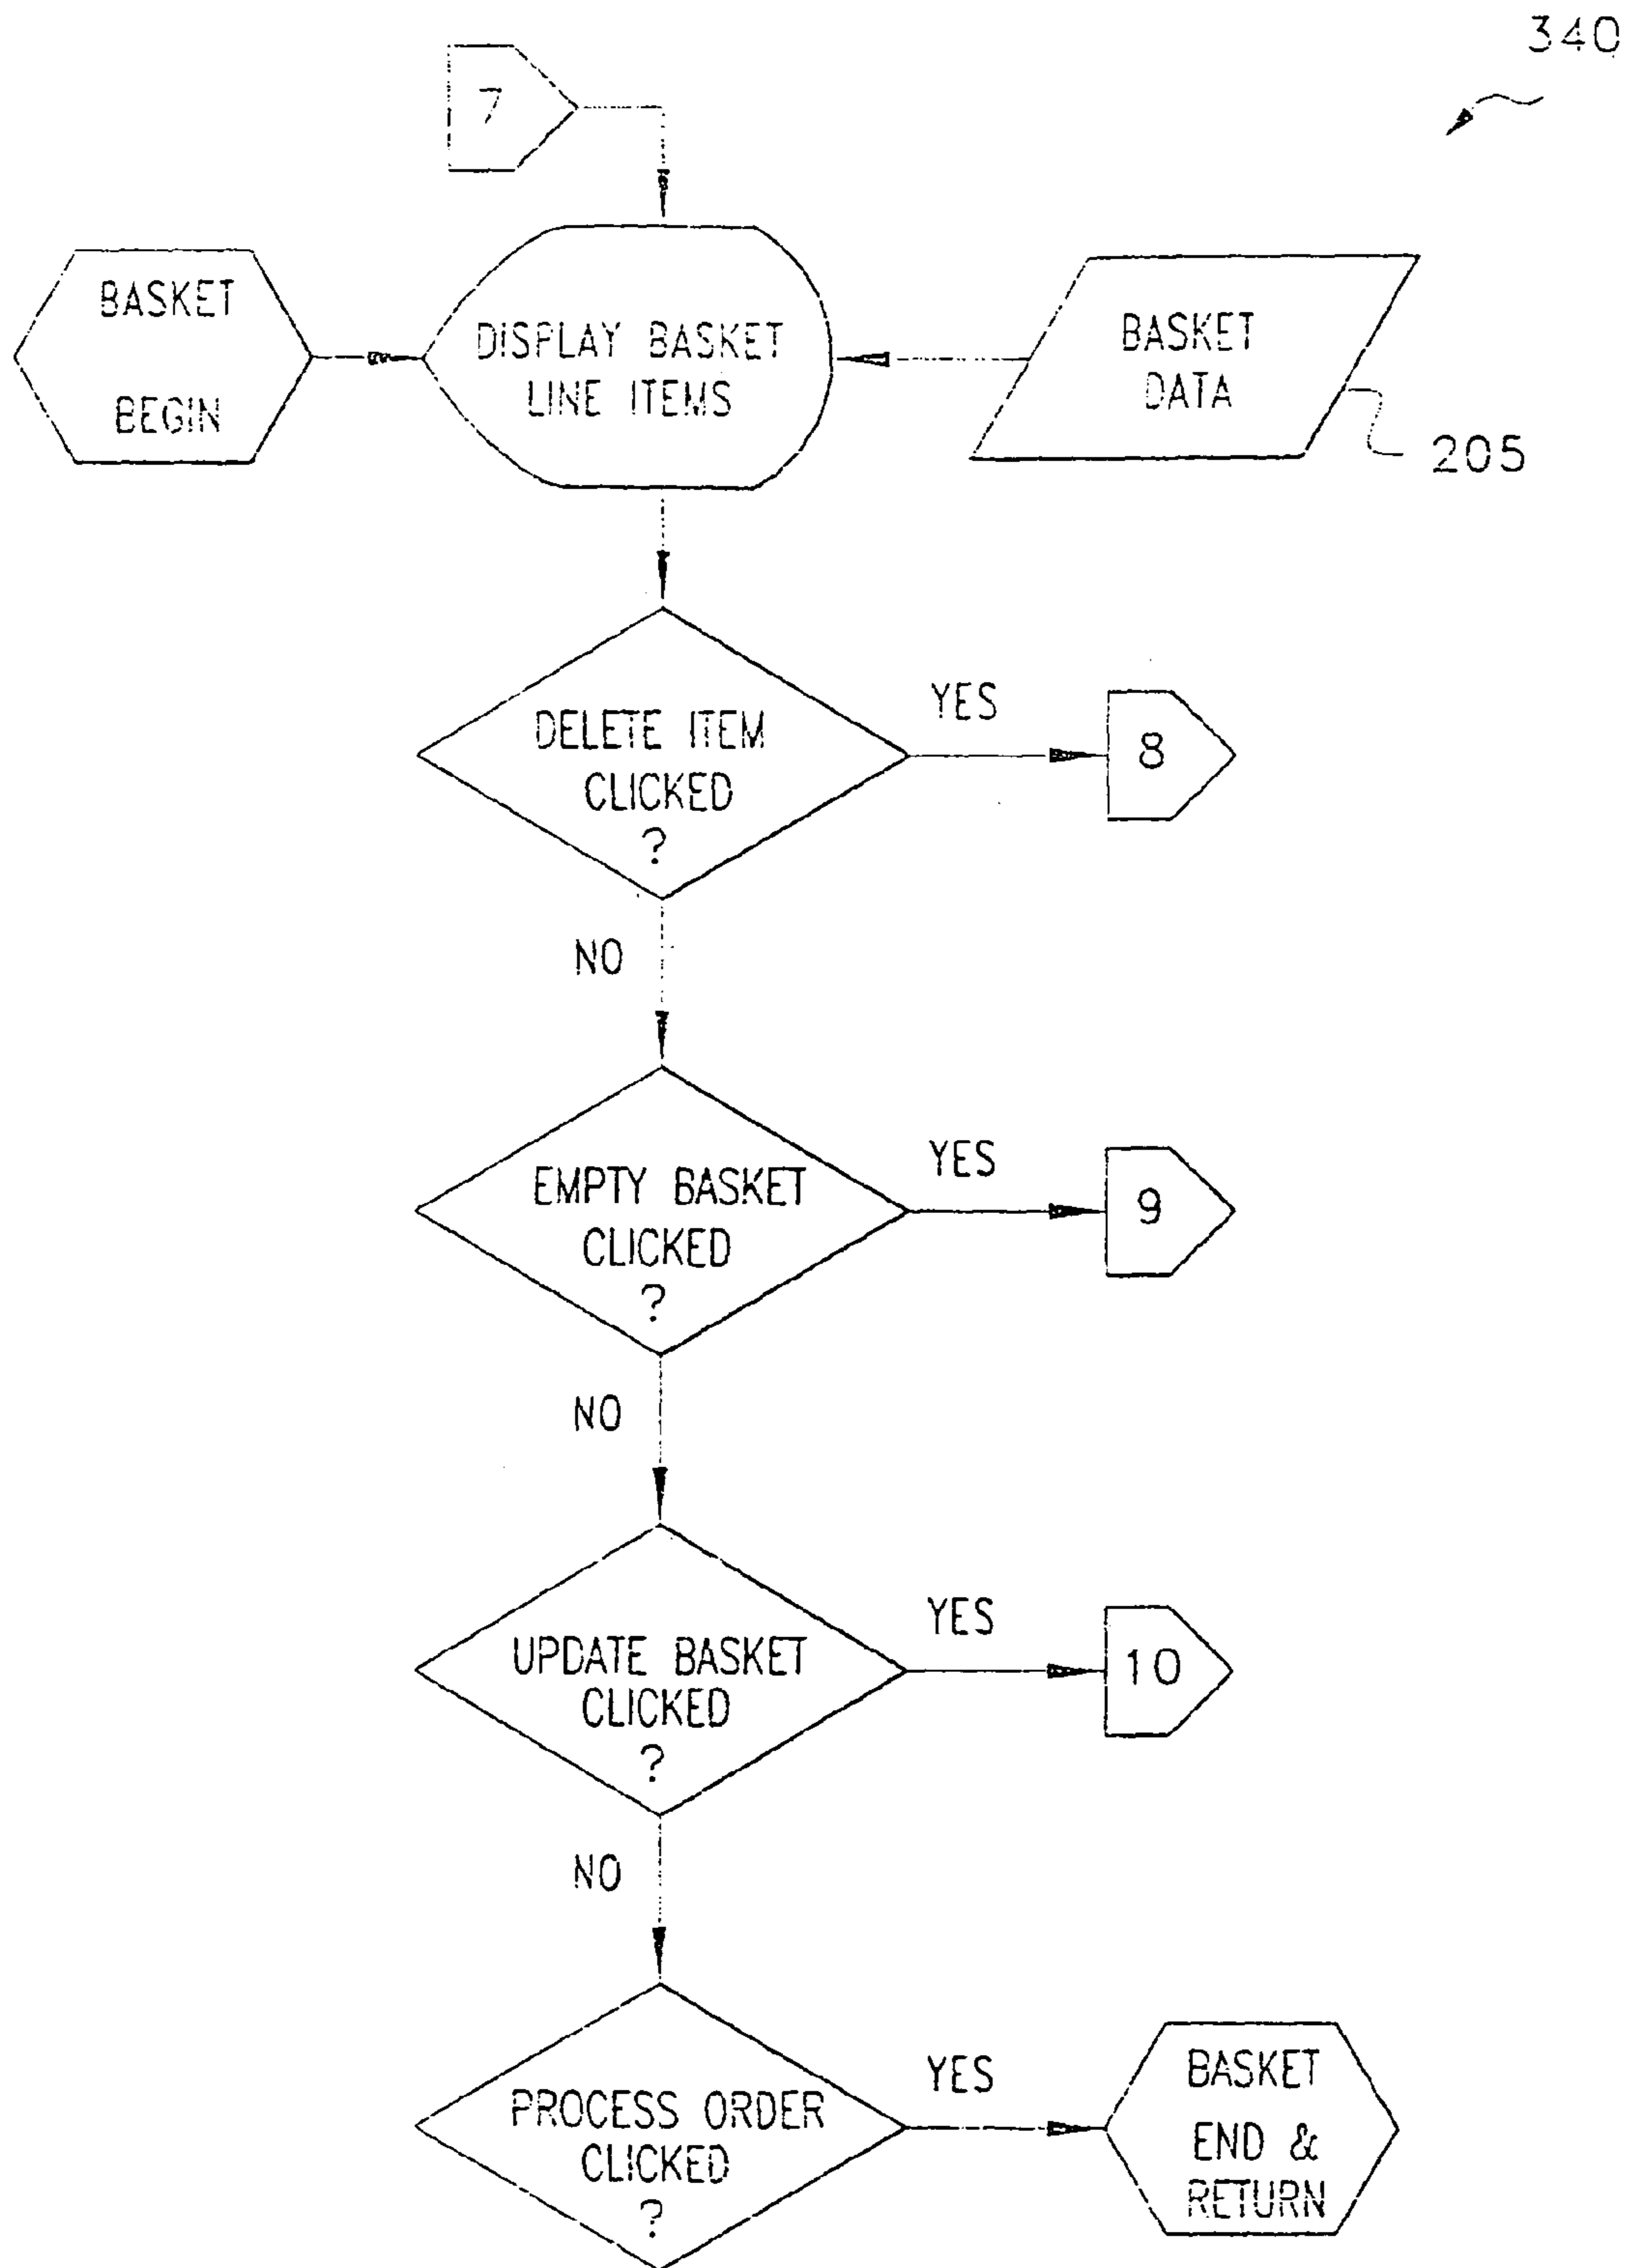 340
7
BASKET
BEGIN
DISPLAY BASKET
LINE ITEMS
BASKET
DATA
205
DELETE ITEM
CLICKED
?
YES
8
NO
EMPTY BASKET
CLICKED
?
YES
9
NO
UPDATE BASKET
CLICKED
?
YES
10
NO
PROCESS ORDER
CLICKED
?
YES
BASKET
END &
RETURN